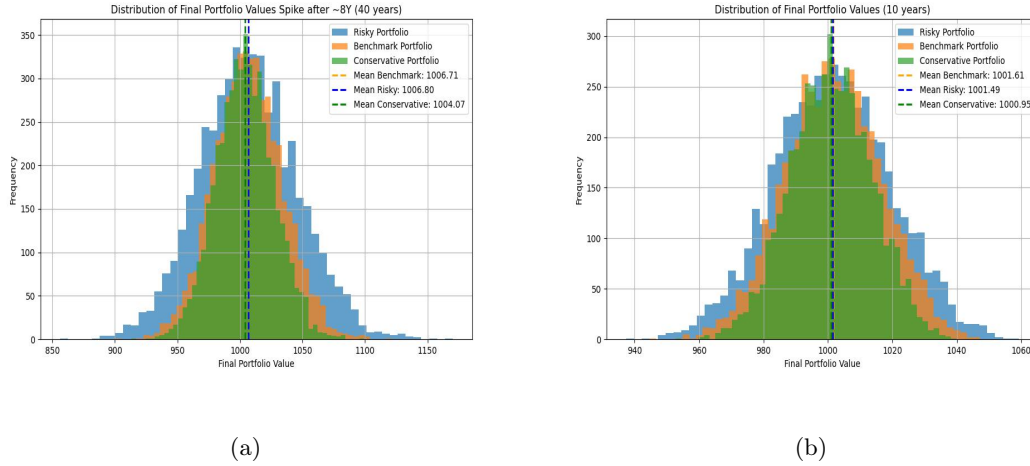 Distribution of Final Portfolio Values Spike after ~8Y (40 years)
350
300
250
200
150
100
50
0
Frequency
850 900 950 1000 1050 1100 1150
Final Portfolio Value
Risky Portfolio
Benchmark Portfolio
Conservative Portfolio
Mean Benchmark: 1006.71
Mean Risky: 1006.80
Mean Conservative: 1004.07
(a)
Distribution of Final Portfolio Values (10 years)
300
250
200
150
100
50
0
Frequency
940 960 980 1000 1020 1040 1060
Final Portfolio Value
Risky Portfolio
Benchmark Portfolio
Conservative Portfolio
Mean Benchmark: 1001.61
Mean Risky: 1001.49
Mean Conservative: 1000.95
(b)